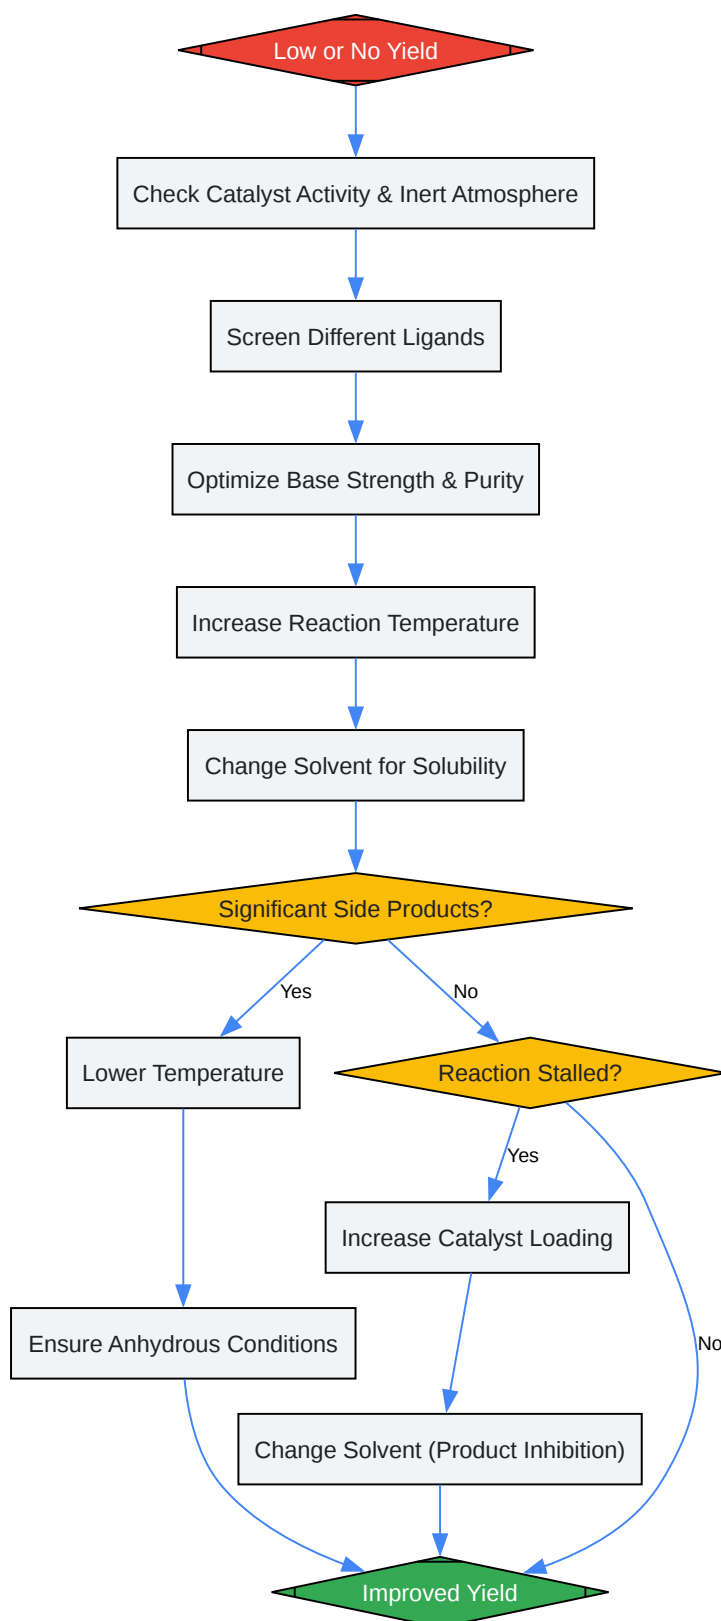 Low or No Yield
Check Catalyst Activity & Inert Atmosphere
Screen Different Ligands
Optimize Base Strength & Purity
Increase Reaction Temperature
Change Solvent for Solubility
Significant Side Products?
Yes
No
Lower Temperature
Reaction Stalled?
Yes
Increase Catalyst Loading
No
Ensure Anhydrous Conditions
Change Solvent (Product Inhibition)
Improved Yield